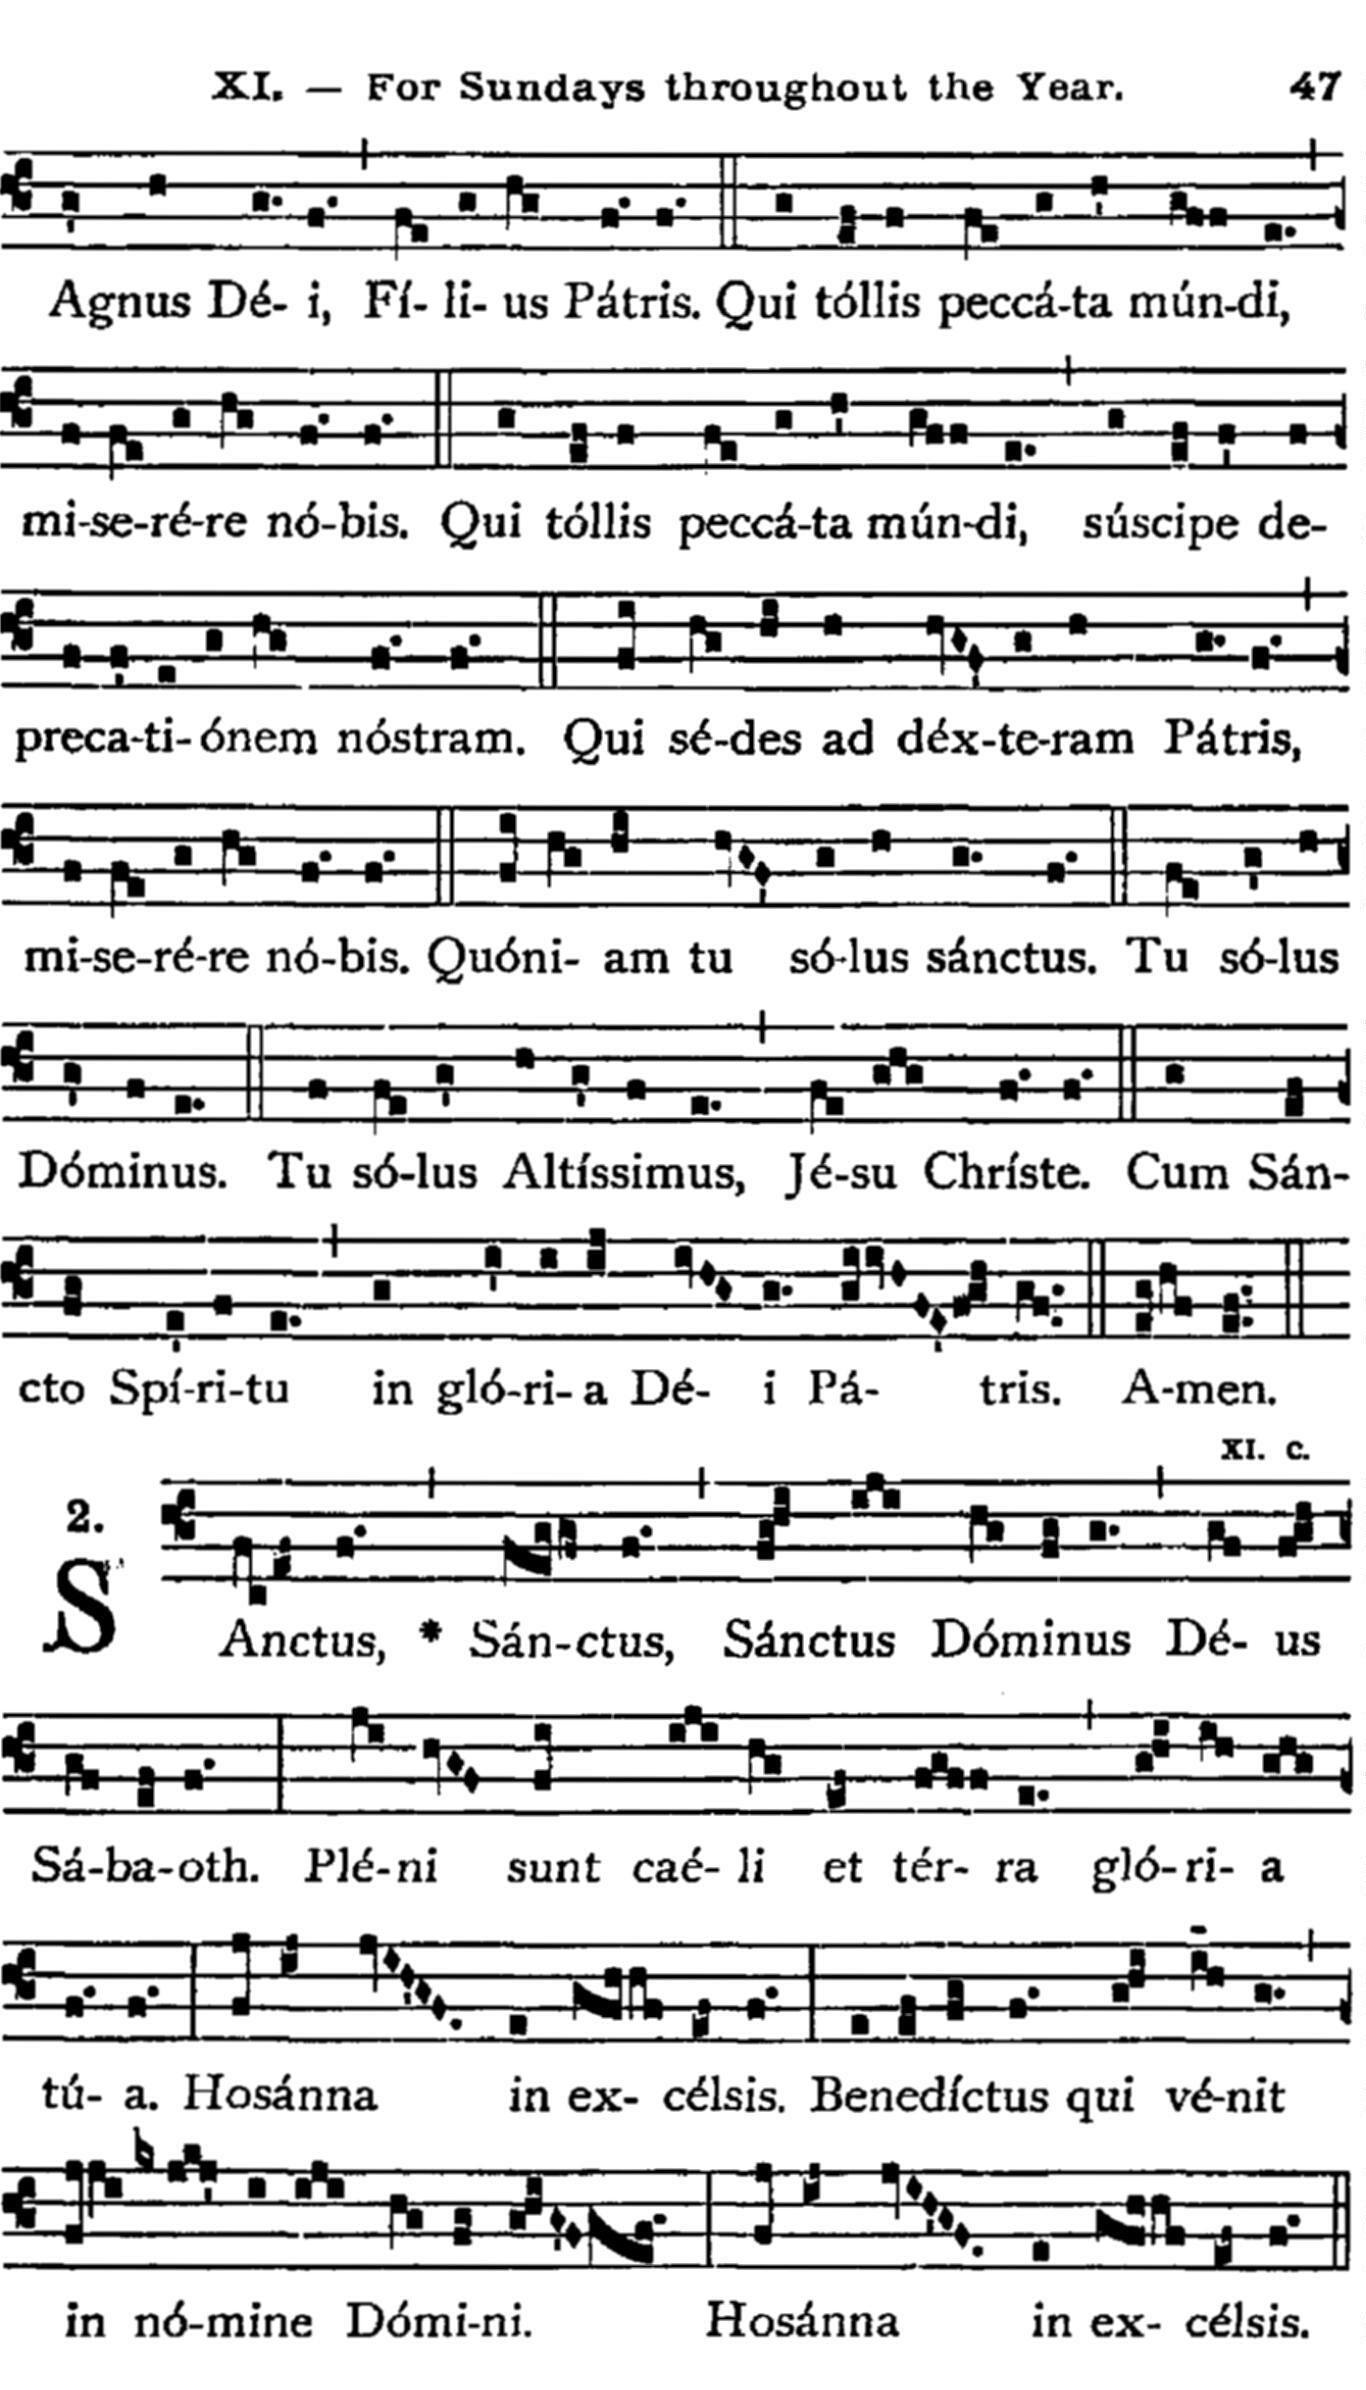 XI. — For Sundays throughout the Year. 47
Agnus Dé- i, Fí- li- us Pátris. Qui tóllis peccá-ta mún-di,
mi-se-ré-re nó-bis. Qui tóllis peccá-ta mún-di, súscipe de-
preca-ti-ónem nóstram. Qui sé-des ad déx-te-ram Pátris,
mi-se-ré-re nó-bis. Quóni- am tu só-lus sánctus. Tu só-lus
Dóminus. Tu só-lus Altíssimus, Jé-su Chríste. Cum Sán-
cto Spí-ri-tu in gló-ri- a Dé- i Pá- tris. A-men.
XI. C.
2.
SAnctus, * Sán-ctus, Sánctus Dóminus Dé- us
Sá-ba-oth. Plé-ni sunt caé- li et tér- ra gló-ri- a
tú- a. Hosánna in ex- célsis. Benedíctus qui vé-nit
in nó-mine Dómi-ni. Hosánna in ex- célsis.